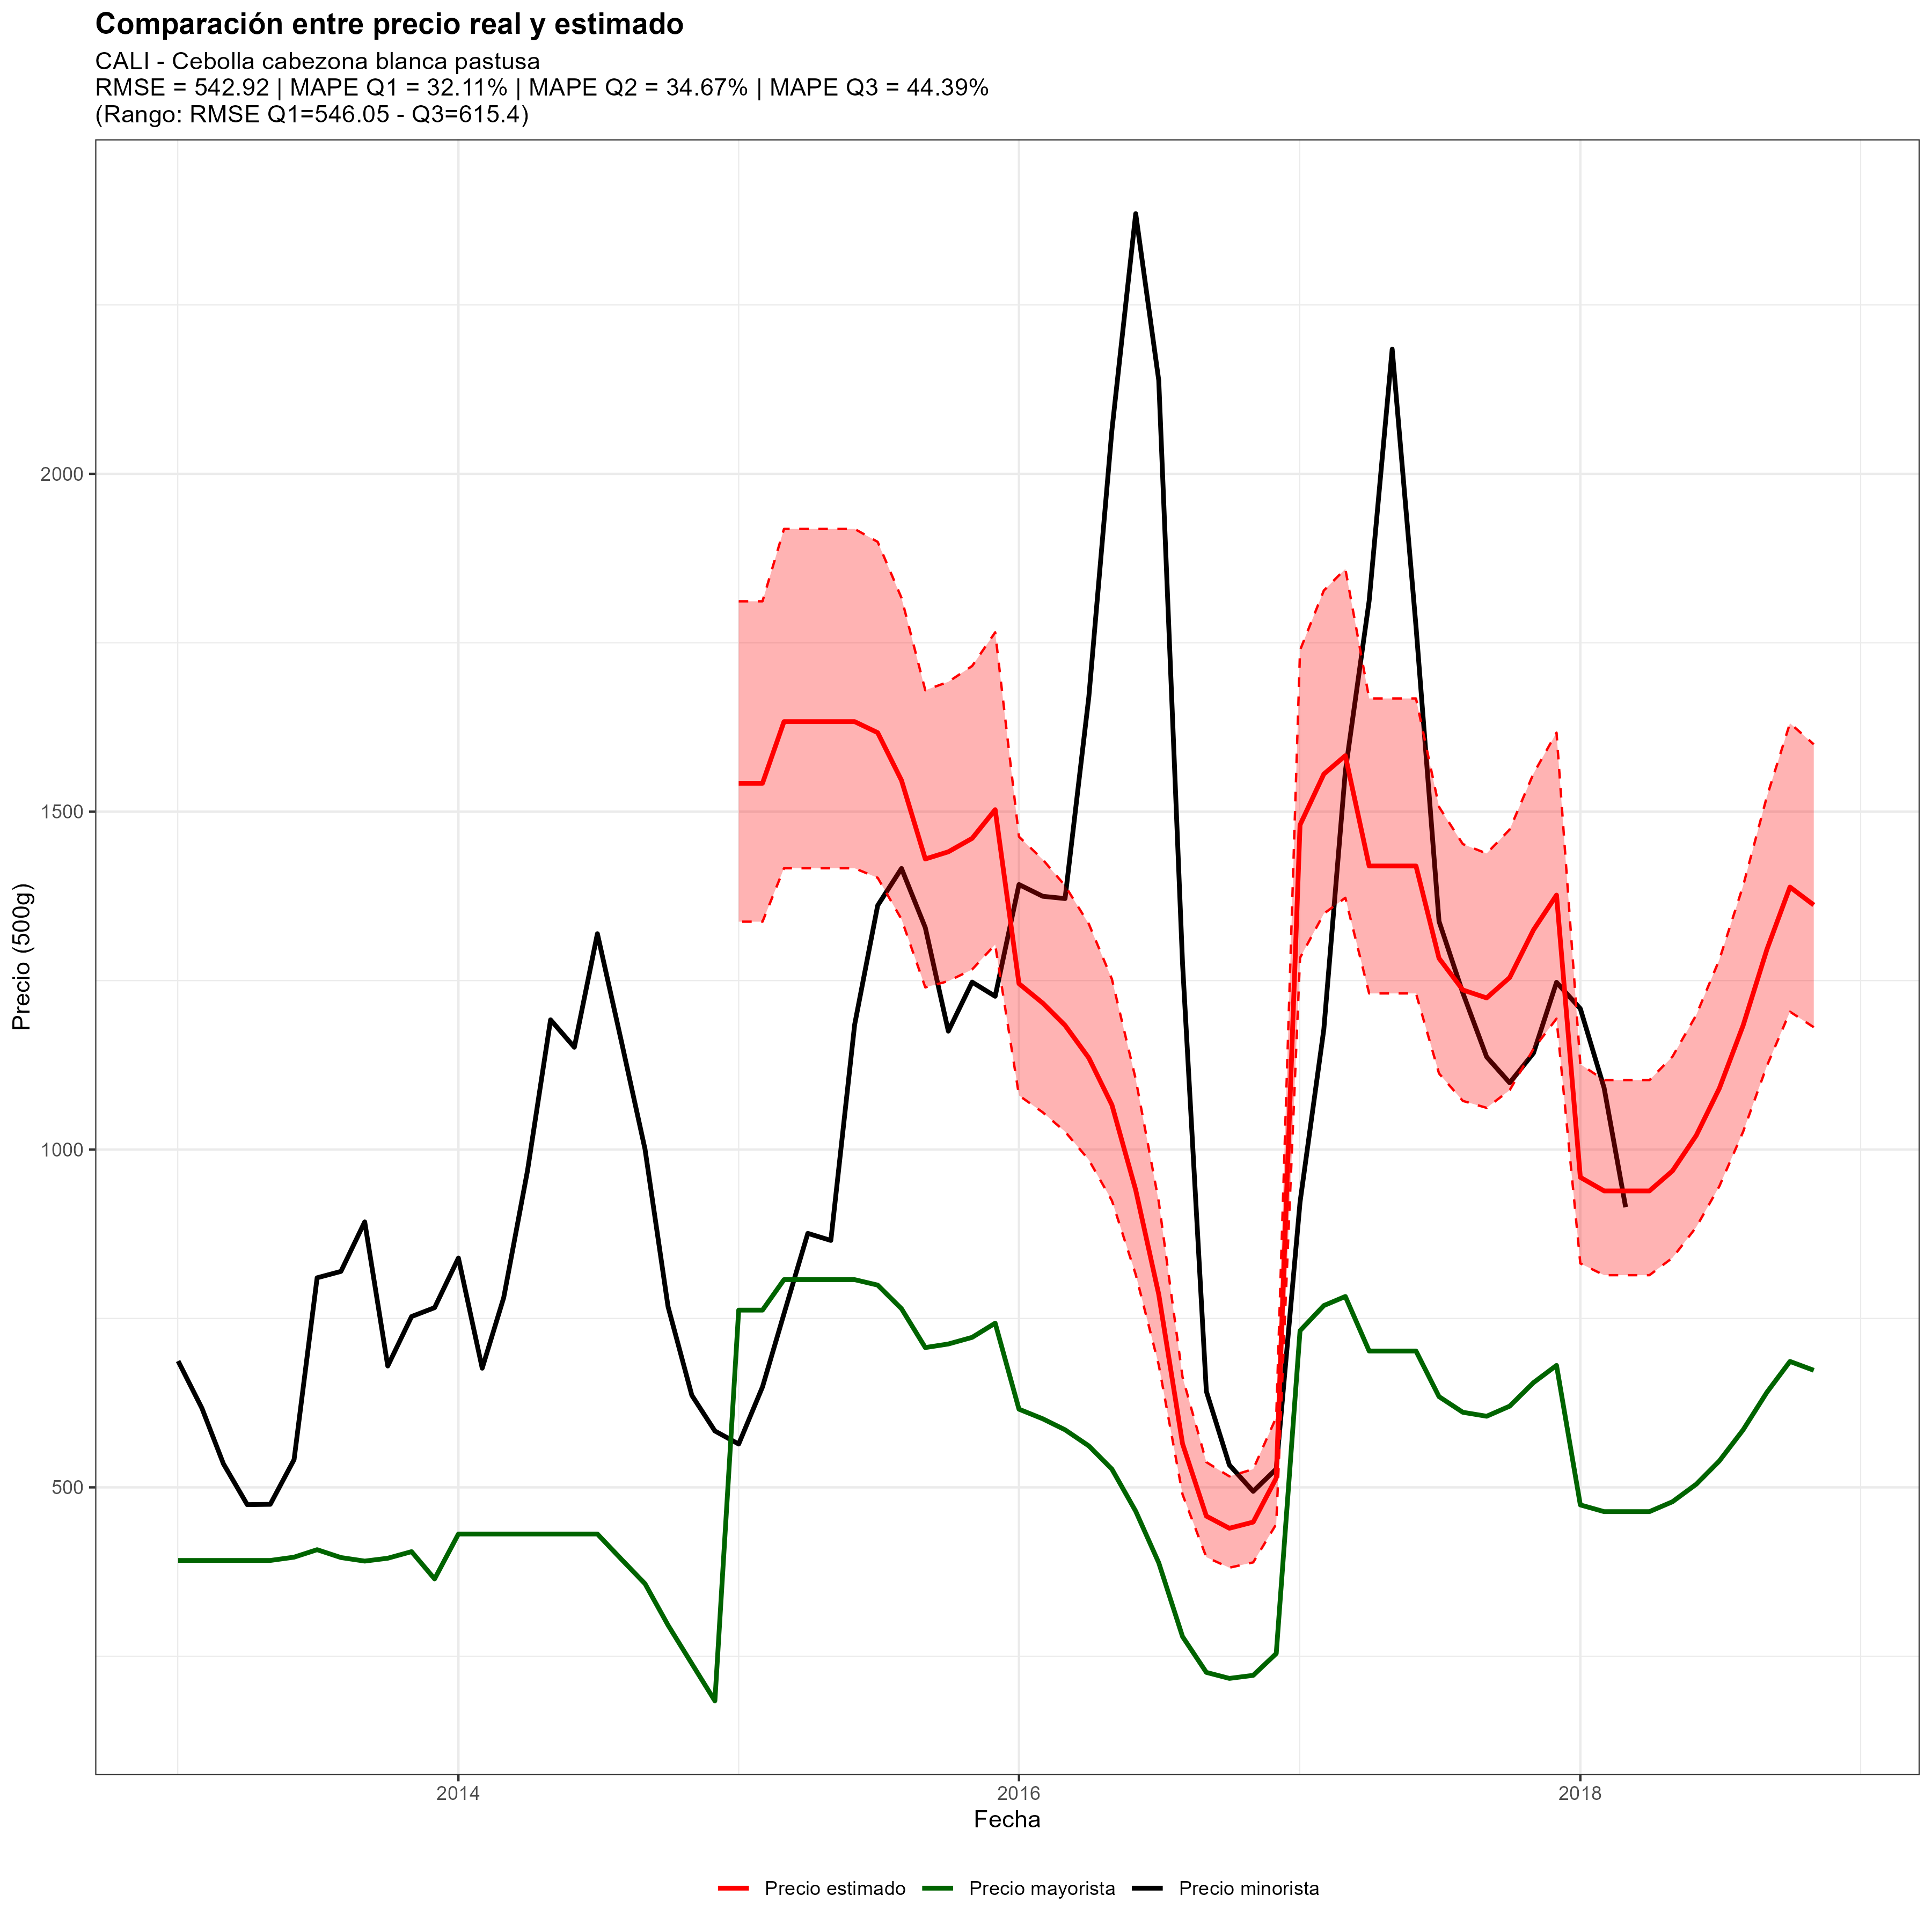 Comparación entre precio real y estimado
CALI - Cebolla cabezona blanca pastusa
RMSE = 542.92 | MAPE Q1 = 32.11% | MAPE Q2 = 34.67% | MAPE Q3 = 44.39%
(Rango: RMSE Q1=546.05 - Q3=615.4)
Precio (500g)
2000
1500
1000
500
2014
2016
2018
Fecha
Precio estimado
Precio mayorista
Precio minorista